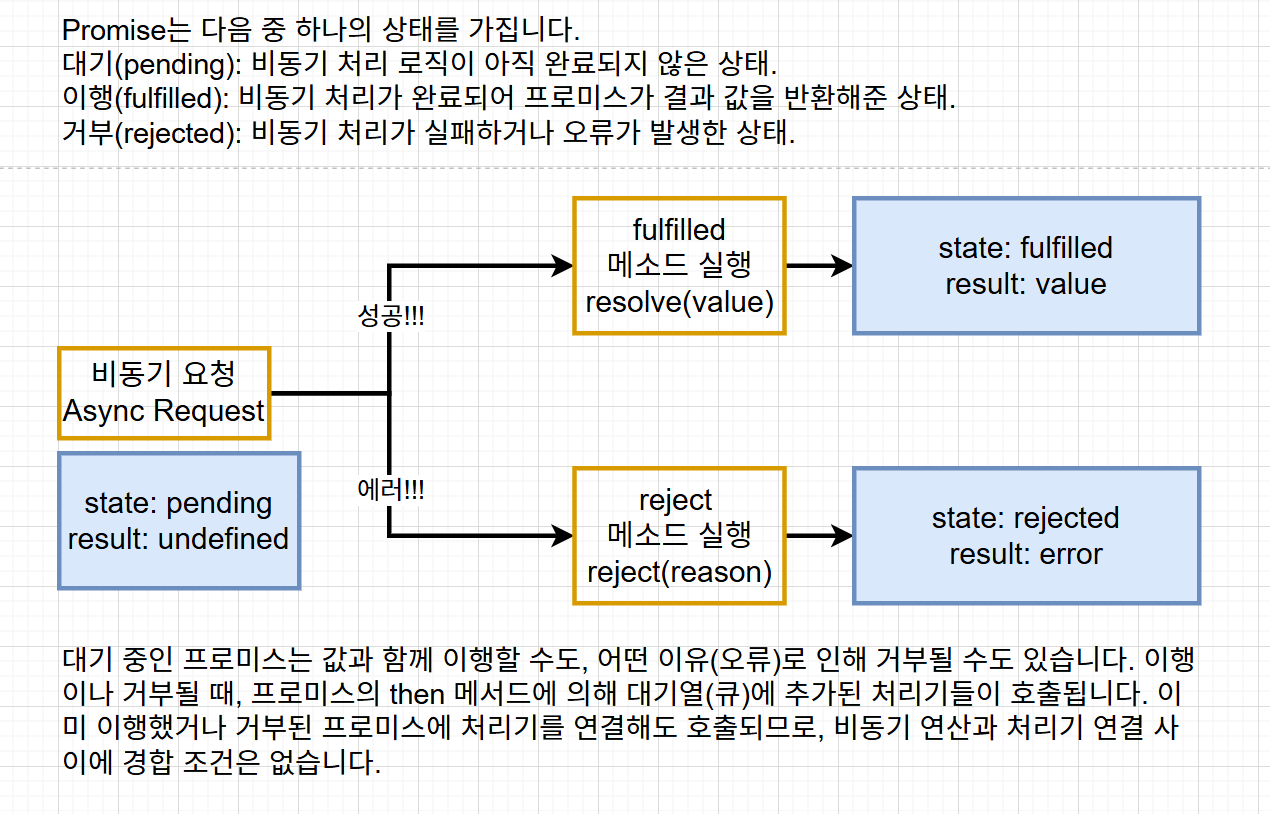 Promise는 다음 중 하나의 상태를 가집니다.
대기(pending): 비동기 처리 로직이 아직 완료되지 않은 상태.
이행(fulfilled): 비동기 처리가 완료되어 프로미스가 결과 값을 반환해준 상태.
거부(rejected): 비동기 처리가 실패하거나 오류가 발생한 상태.
fulfilled
메소드 실행
resolve(value)
state: fulfilled
result: value
성공!!!
비동기 요청
Async Request
state: pending
result: undefined
에러!!!
reject
메소드 실행
reject(reason)
state: rejected
result: error
대기 중인 프로미스는 값과 함께 이행할 수도, 어떤 이유(오류)로 인해 거부될 수도 있습니다. 이행
이나 거부될 때, 프로미스의 then 메서드에 의해 대기열(큐)에 추가된 처리기들이 호출됩니다. 이
미 이행했거나 거부된 프로미스에 처리기를 연결해도 호출되므로, 비동기 연산과 처리기 연결 사
이에 경합 조건은 없습니다.